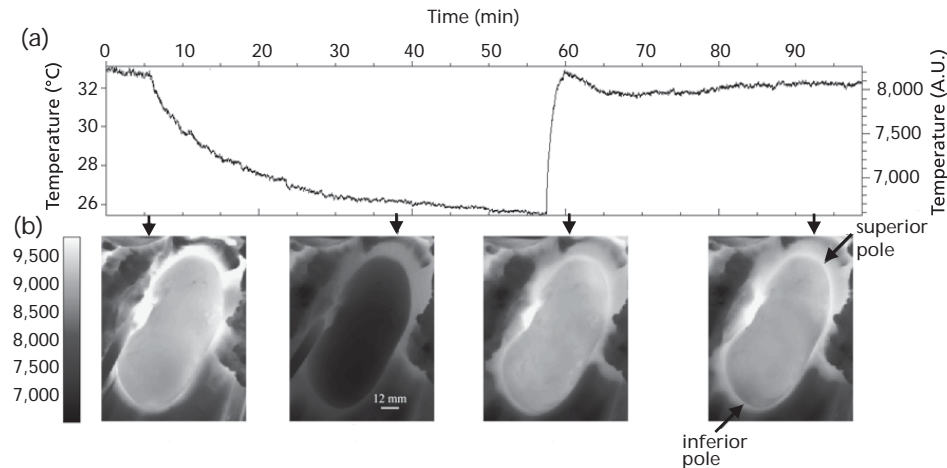 Time (min)
(a)
0 10 20 30 40 50 60 70 80 90
Temperature (°C)
32
30
28
26
8,000
7,500
7,000
Temperature (A.U.)
(b)
9,500
9,000
8,500
8,000
7,500
7,000
12 mm
superior
pole
inferior
pole